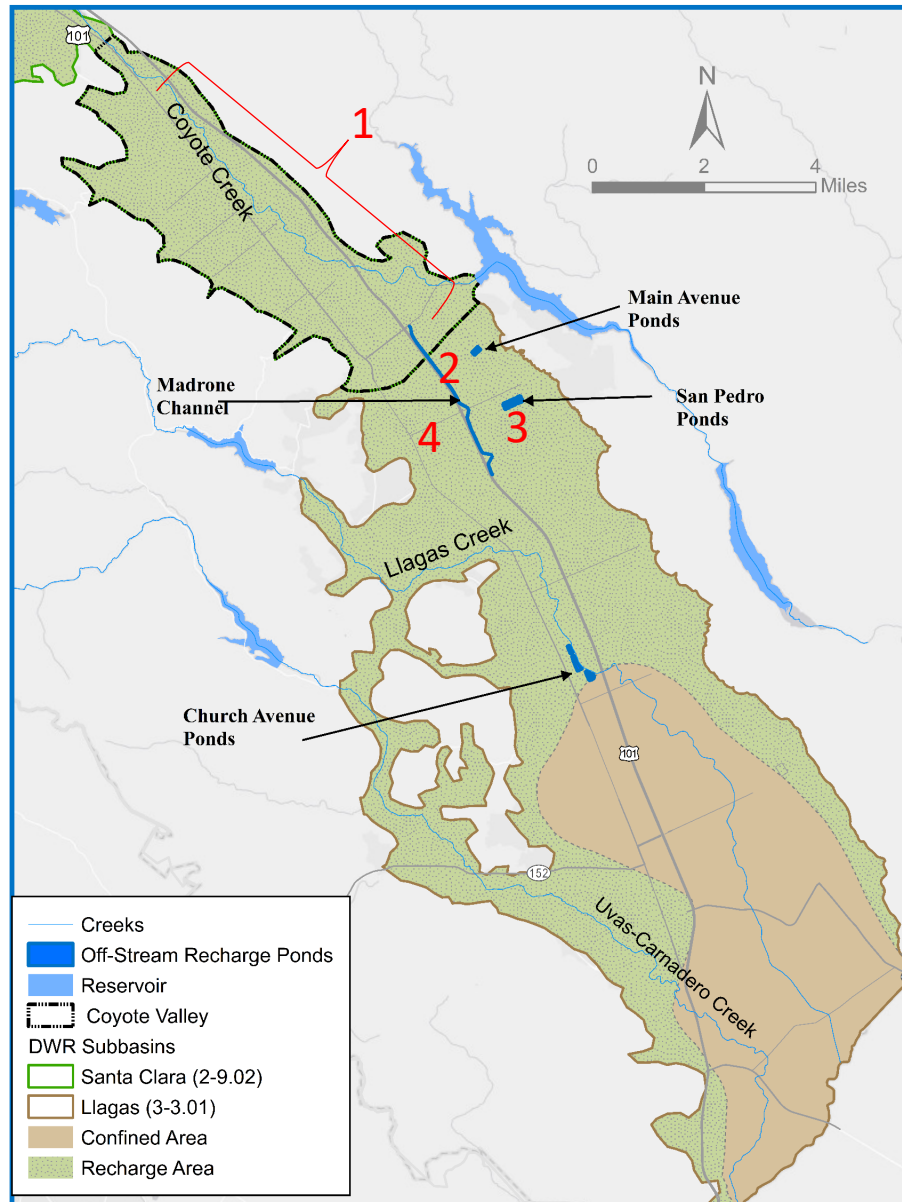 101
1
Coyote Creek
N
0 2 4
Miles
Main Avenue
Ponds
2
Madrone
Channel
San Pedro
Ponds
3
4
Llagas Creek
Church Avenue
Ponds
101
152
Uvas-Carnadero Creek
Creeks
Off-Stream Recharge Ponds
Reservoir
Coyote Valley
DWR Subbasins
Santa Clara (2-9.02)
Llagas (3-3.01)
Confined Area
Recharge Area